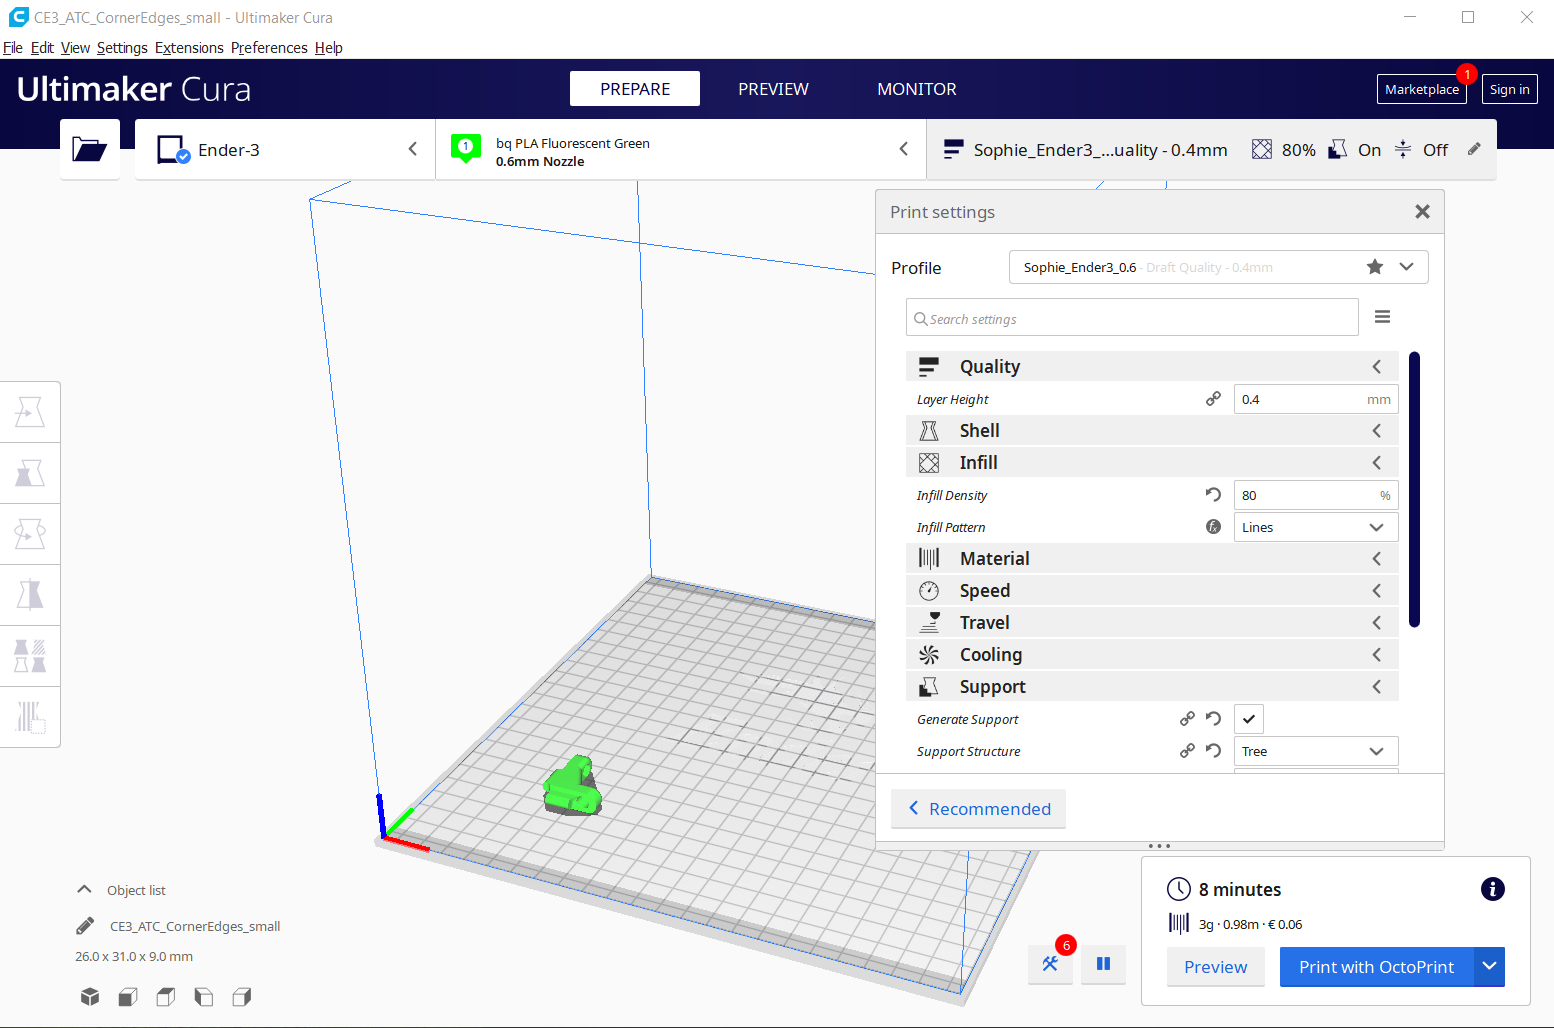 CE3_ATC_CornerEdges_small - Ultimaker Cura
File Edit View Settings Extensions Preferences Help
Ultimaker Cura
PREPARE
PREVIEW
MONITOR
Marketplace
1
Sign in
Ender-3
1
bq PLA Fluorescent Green
0.6mm Nozzle
Sophie_Ender3_...uality - 0.4mm
80%
On
Off
Print settings
Profile
Sophie_Ender3_0.6 - Draft Quality - 0.4mm
Search settings
Quality
Layer Height
0.4 mm
Shell
Infill
Infill Density
80 %
Infill Pattern
Lines
Material
Speed
Travel
Cooling
Support
Generate Support
Support Structure
Tree
Recommended
Object list
CE3_ATC_CornerEdges_small
26.0 x 31.0 x 9.0 mm
6
8 minutes
3g · 0.98m · € 0.06
Preview
Print with OctoPrint